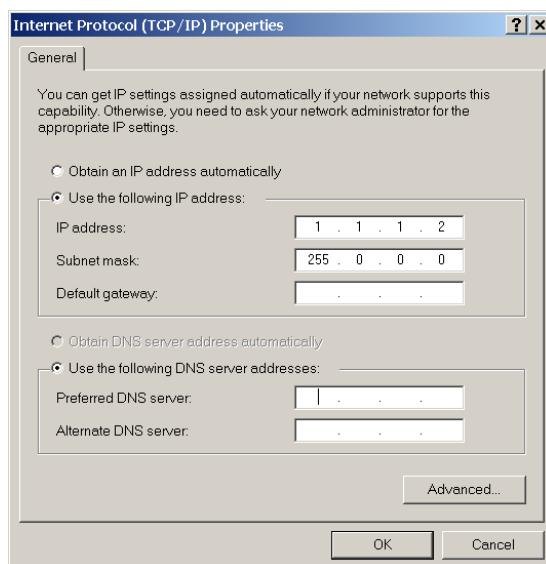 Internet Protocol (TCP/IP) Properties
General
You can get IP settings assigned automatically if your network supports this
capability. Otherwise, you need to ask your network administrator for the
appropriate IP settings.
Obtain an IP address automatically
Use the following IP address:
IP address: 1 . 1 . 1 . 2
Subnet mask: 255 . 0 . 0 . 0
Default gateway: . . .
Obtain DNS server address automatically
Use the following DNS server addresses:
Preferred DNS server: . . .
Alternate DNS server: . . .
Advanced...
OK Cancel